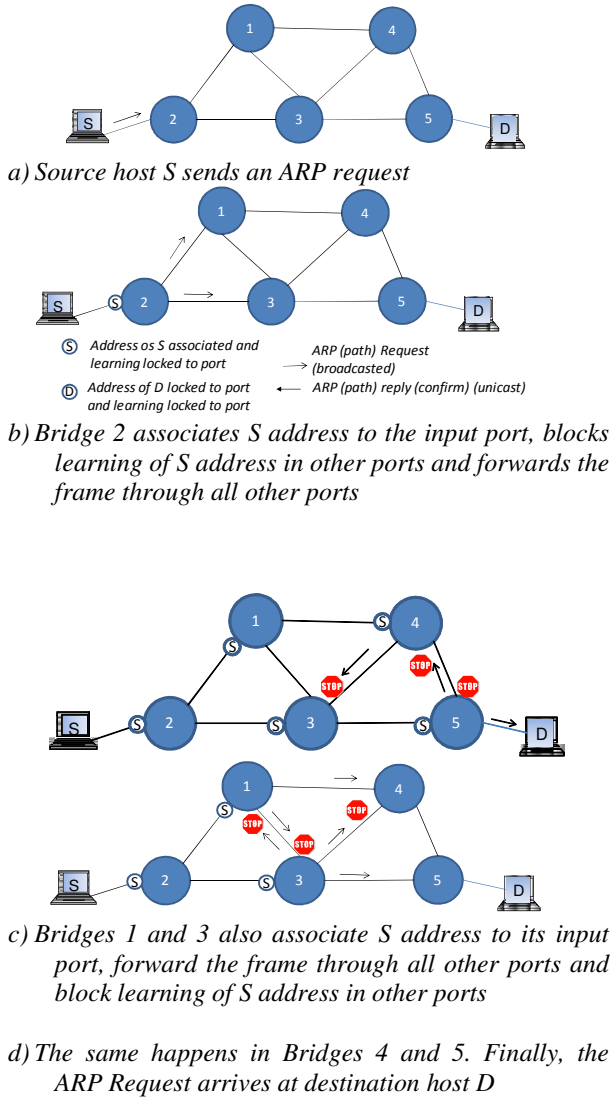 1
4
S
2
3
5
D
a) Source host S sends an ARP request
1
4
S
S
2
3
5
D
S Address os S associated and
learning locked to port
ARP (path) Request
(broadcasted)
D Address of D locked to port
and learning locked to port
ARP (path) reply (confirm) (unicast)
b) Bridge 2 associates S address to the input port, blocks
learning of S address in other ports and forwards the
frame through all other ports
1
S
4
S
STOP
STOP
STOP
S
S
2
S
3
S
5
D
1
4
S
STOP
STOP
STOP
S
S
2
S
3
5
D
c) Bridges 1 and 3 also associate S address to its input
port, forward the frame through all other ports and
block learning of S address in other ports
d) The same happens in Bridges 4 and 5. Finally, the
ARP Request arrives at destination host D